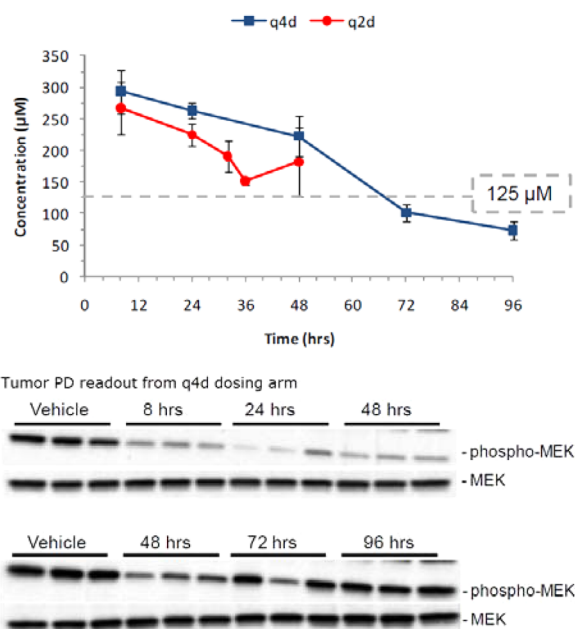 q4d q2d
350
300
250
200
150
100
50
0
Concentration (µM)
125 µM
0 12 24 36 48 60 72 84 96
Time (hrs)
Tumor PD readout from q4d dosing arm
Vehicle 8 hrs 24 hrs 48 hrs
- phospho-MEK
- MEK
Vehicle 48 hrs 72 hrs 96 hrs
- phospho-MEK
- MEK